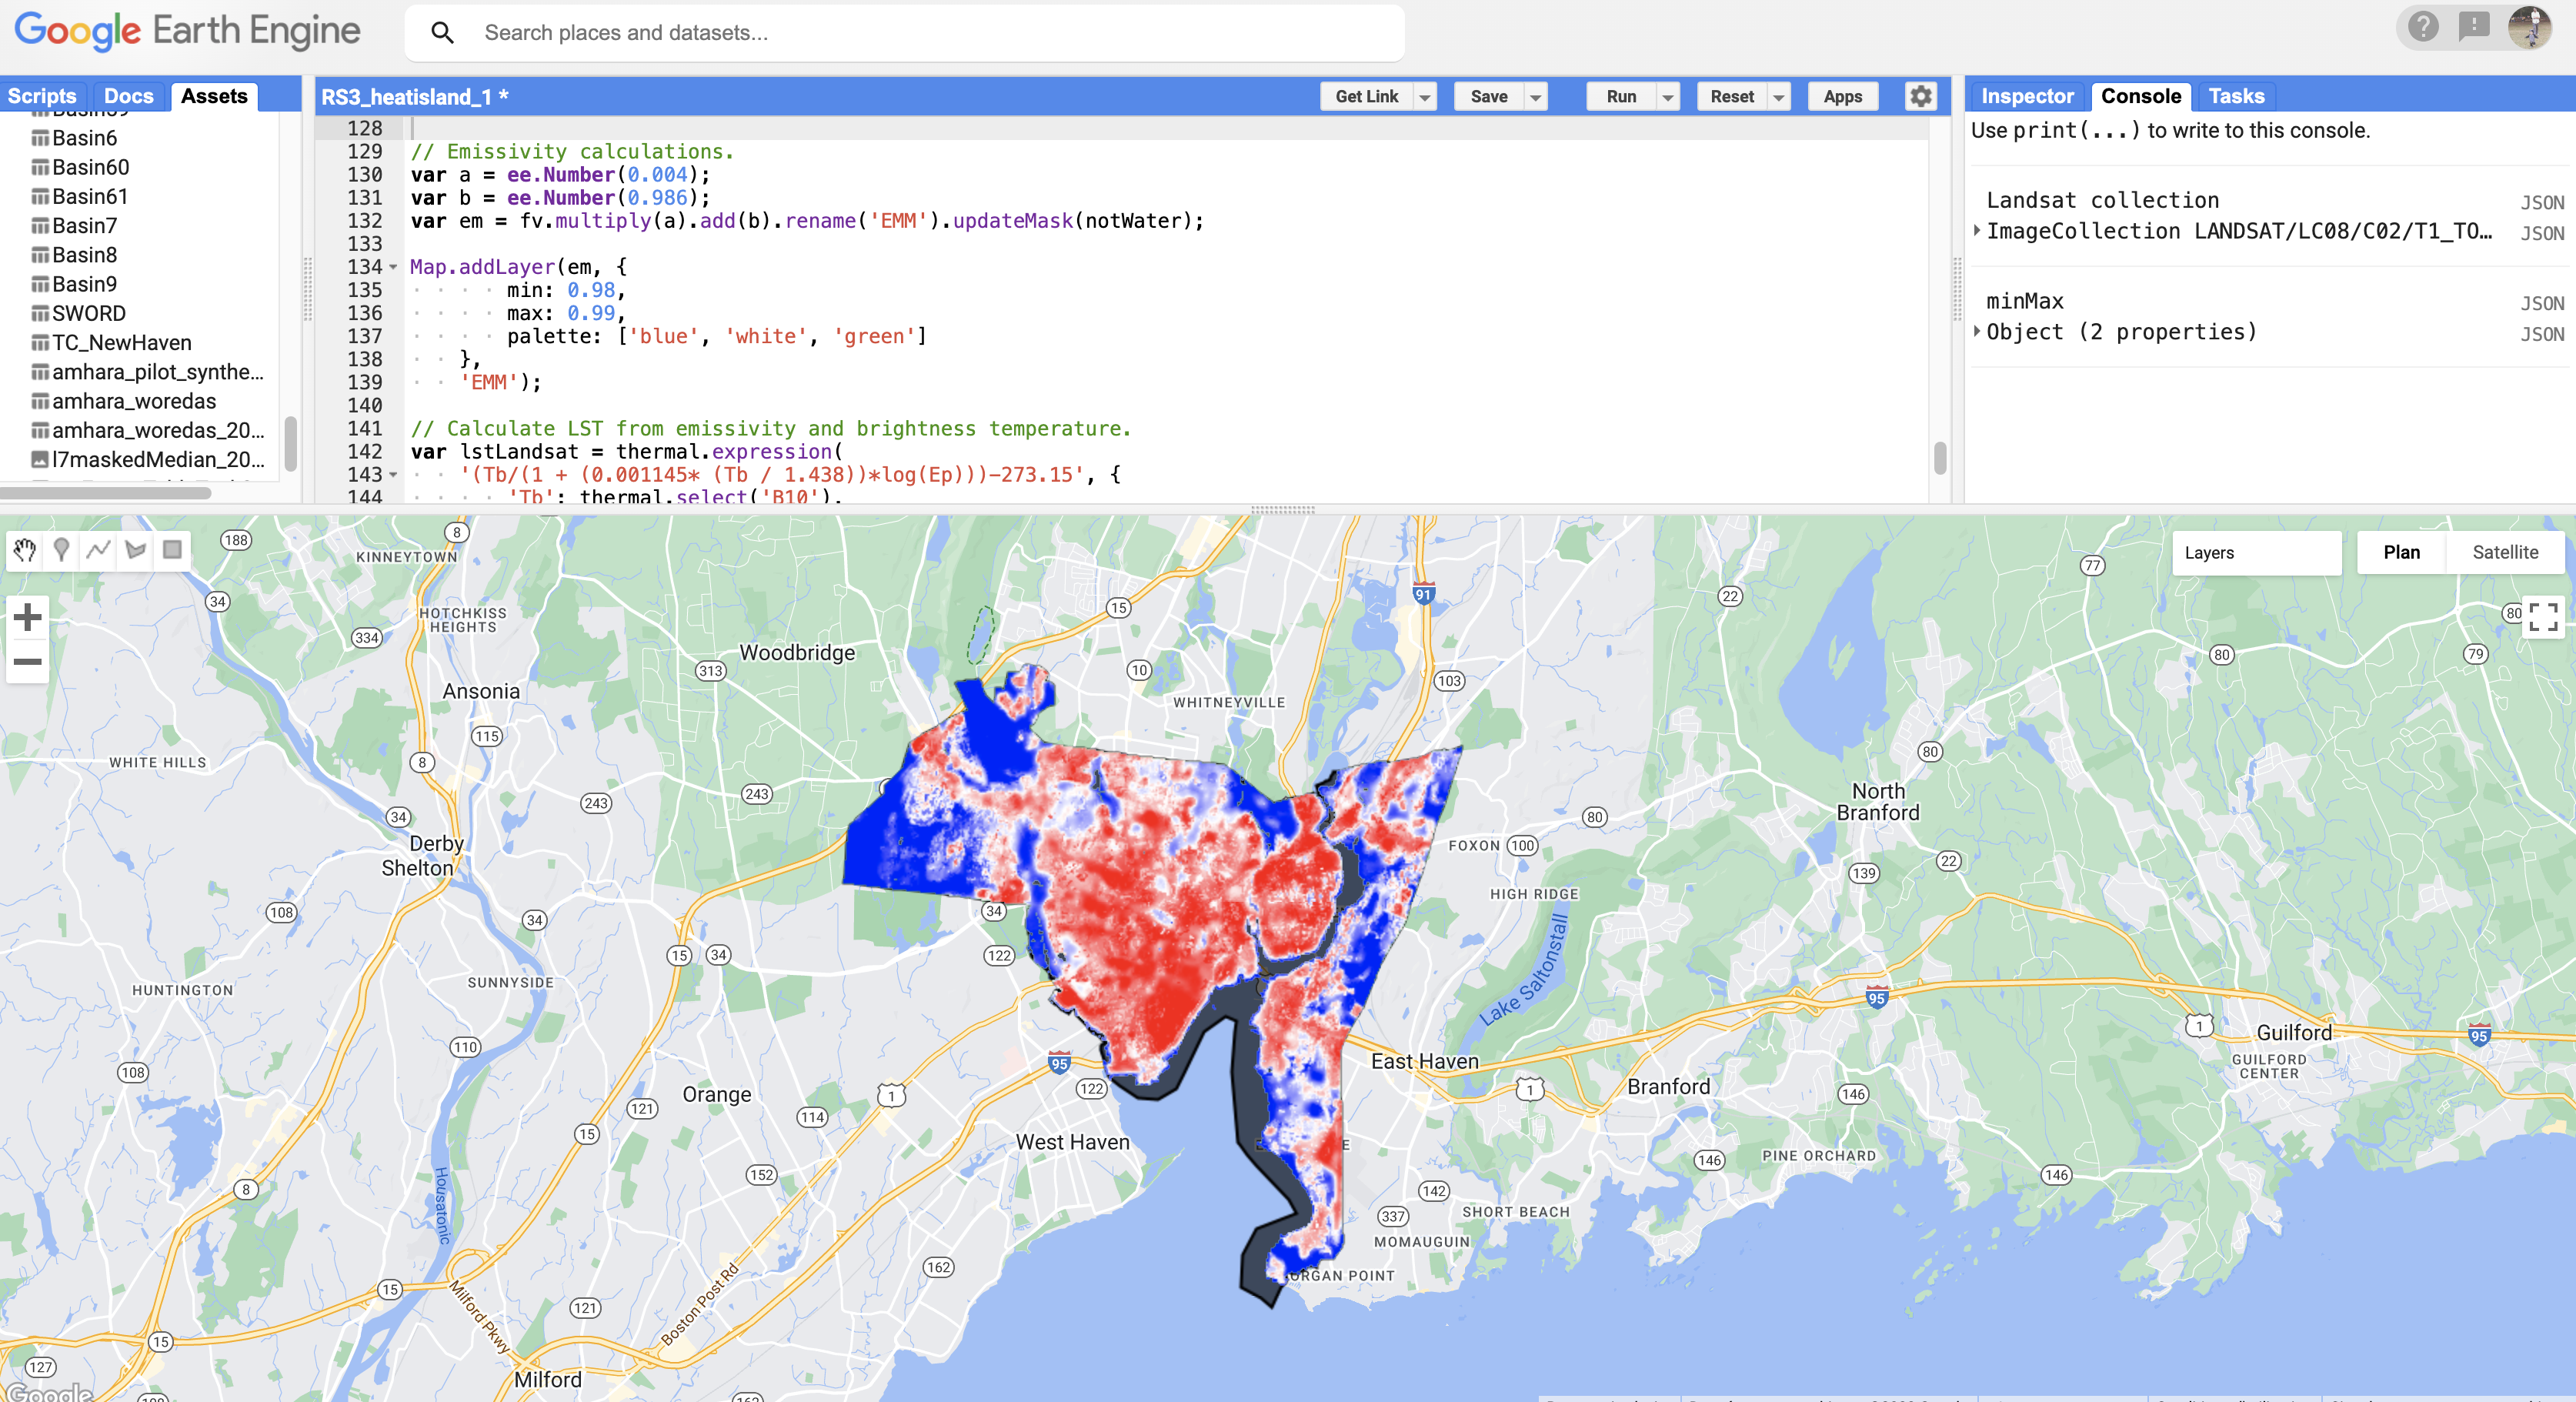 Google Earth Engine
Search places and datasets...
Scripts
Docs
Assets
Basin6
Basin60
Basin61
Basin7
Basin8
Basin9
SWORD
TC_NewHaven
amhara_pilot_synthe...
amhara_woredas
amhara_woredas_20...
l7maskedMedian_20...
RS3_heatisland_1 *
Get Link
Save
Run
Reset
Apps
128
129 // Emissivity calculations.
130 var a = ee.Number(0.004);
131 var b = ee.Number(0.986);
132 var em = fv.multiply(a).add(b).rename('EMM').updateMask(notWater);
133
134 Map.addLayer(em, {
135 min: 0.98,
136 max: 0.99,
137 palette: ['blue', 'white', 'green']
138 },
139 'EMM');
140
141 // Calculate LST from emissivity and brightness temperature.
142 var lstLandsat = thermal.expression(
143 '(Tb/(1 + (0.001145* (Tb / 1.438))*log(Ep)))-273.15', {
144 'Tb': thermal.select('B10'),
Inspector
Console
Tasks
Use print(...) to write to this console.
Landsat collection
JSON
ImageCollection LANDSAT/LC08/C02/T1_TO…
JSON
minMax
JSON
Object (2 properties)
JSON
Layers
Plan
Satellite
188
8
KINNEYTOWN
77
34
91
22
80
HOTCHKISS
HEIGHTS
15
334
Woodbridge
313
10
80
79
103
Ansonia
WHITNEYVILLE
115
WHITE HILLS
8
80
243
243
North
Branford
34
80
Derby
FOXON
100
Shelton
22
139
HIGH RIDGE
108
34
34
15
34
122
SUNNYSIDE
HUNTINGTON
Lake Saltonstall
95
1
Guilford
95
110
East Haven
95
GUILFORD
CENTER
108
Branford
122
Orange
1
1
146
121
114
15
West Haven
E
PINE ORCHARD
146
152
146
8
142
Housatonic
SHORT BEACH
337
MOMAUGUIN
162
ORGAN POINT
15
121
Milford Pkwy
Boston Post Rd
15
127
Milford
Google